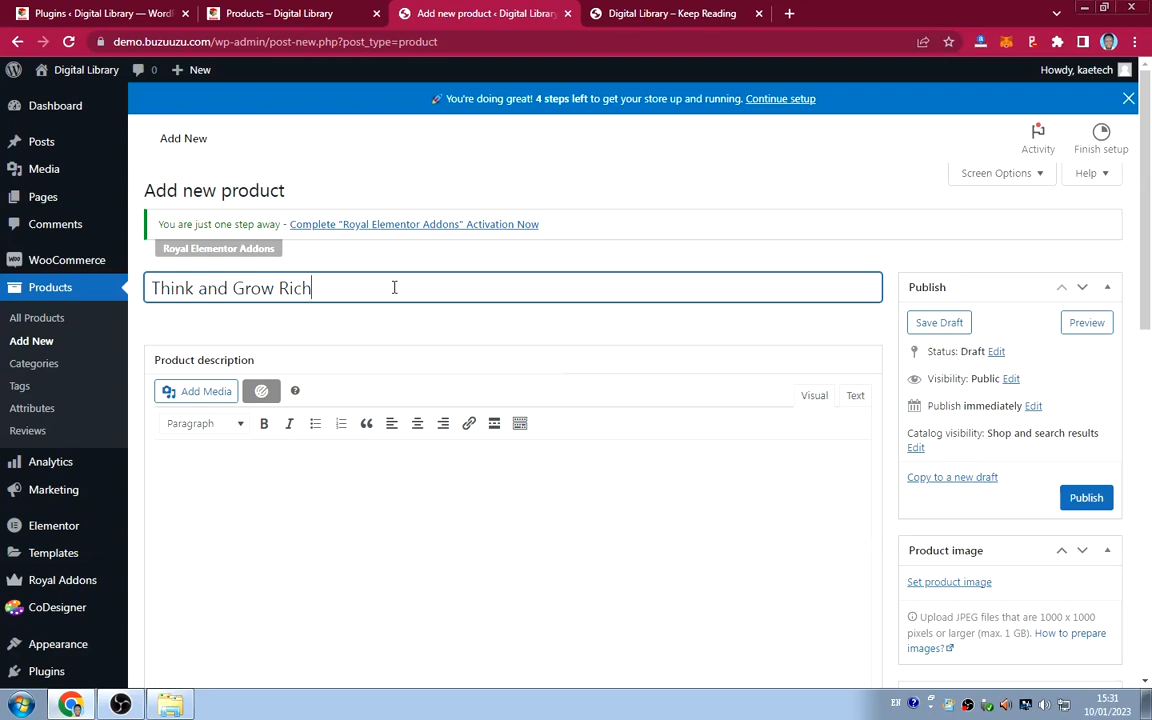 Plugins ‹ Digital Library — WordP
Products – Digital Library
Add new product ‹ Digital Library
Digital Library – Keep Reading
demo.buzuuzu.com/wp-admin/post-new.php?post_type=product
Digital Library
0
New
Howdy, kaetech
Dashboard
Posts
Media
Pages
Comments
WooCommerce
Products
All Products
Add New
Categories
Tags
Attributes
Reviews
Analytics
Marketing
Elementor
Templates
Royal Addons
CoDesigner
Appearance
Plugins
You're doing great! 4 steps left to get your store up and running. Continue setup
Add New
Activity
Finish setup
Screen Options
Help
Add new product
You are just one step away - Complete "Royal Elementor Addons" Activation Now
Royal Elementor Addons
Think and Grow Rich
Product description
Add Media
Visual
Text
Paragraph
B
I
Publish
Save Draft
Preview
Status: Draft Edit
Visibility: Public Edit
Publish immediately Edit
Catalog visibility: Shop and search results
Edit
Copy to a new draft
Publish
Product image
Set product image
Upload JPEG files that are 1000 x 1000
pixels or larger (max. 1 GB). How to prepare
images?
EN
15:31
10/01/2023